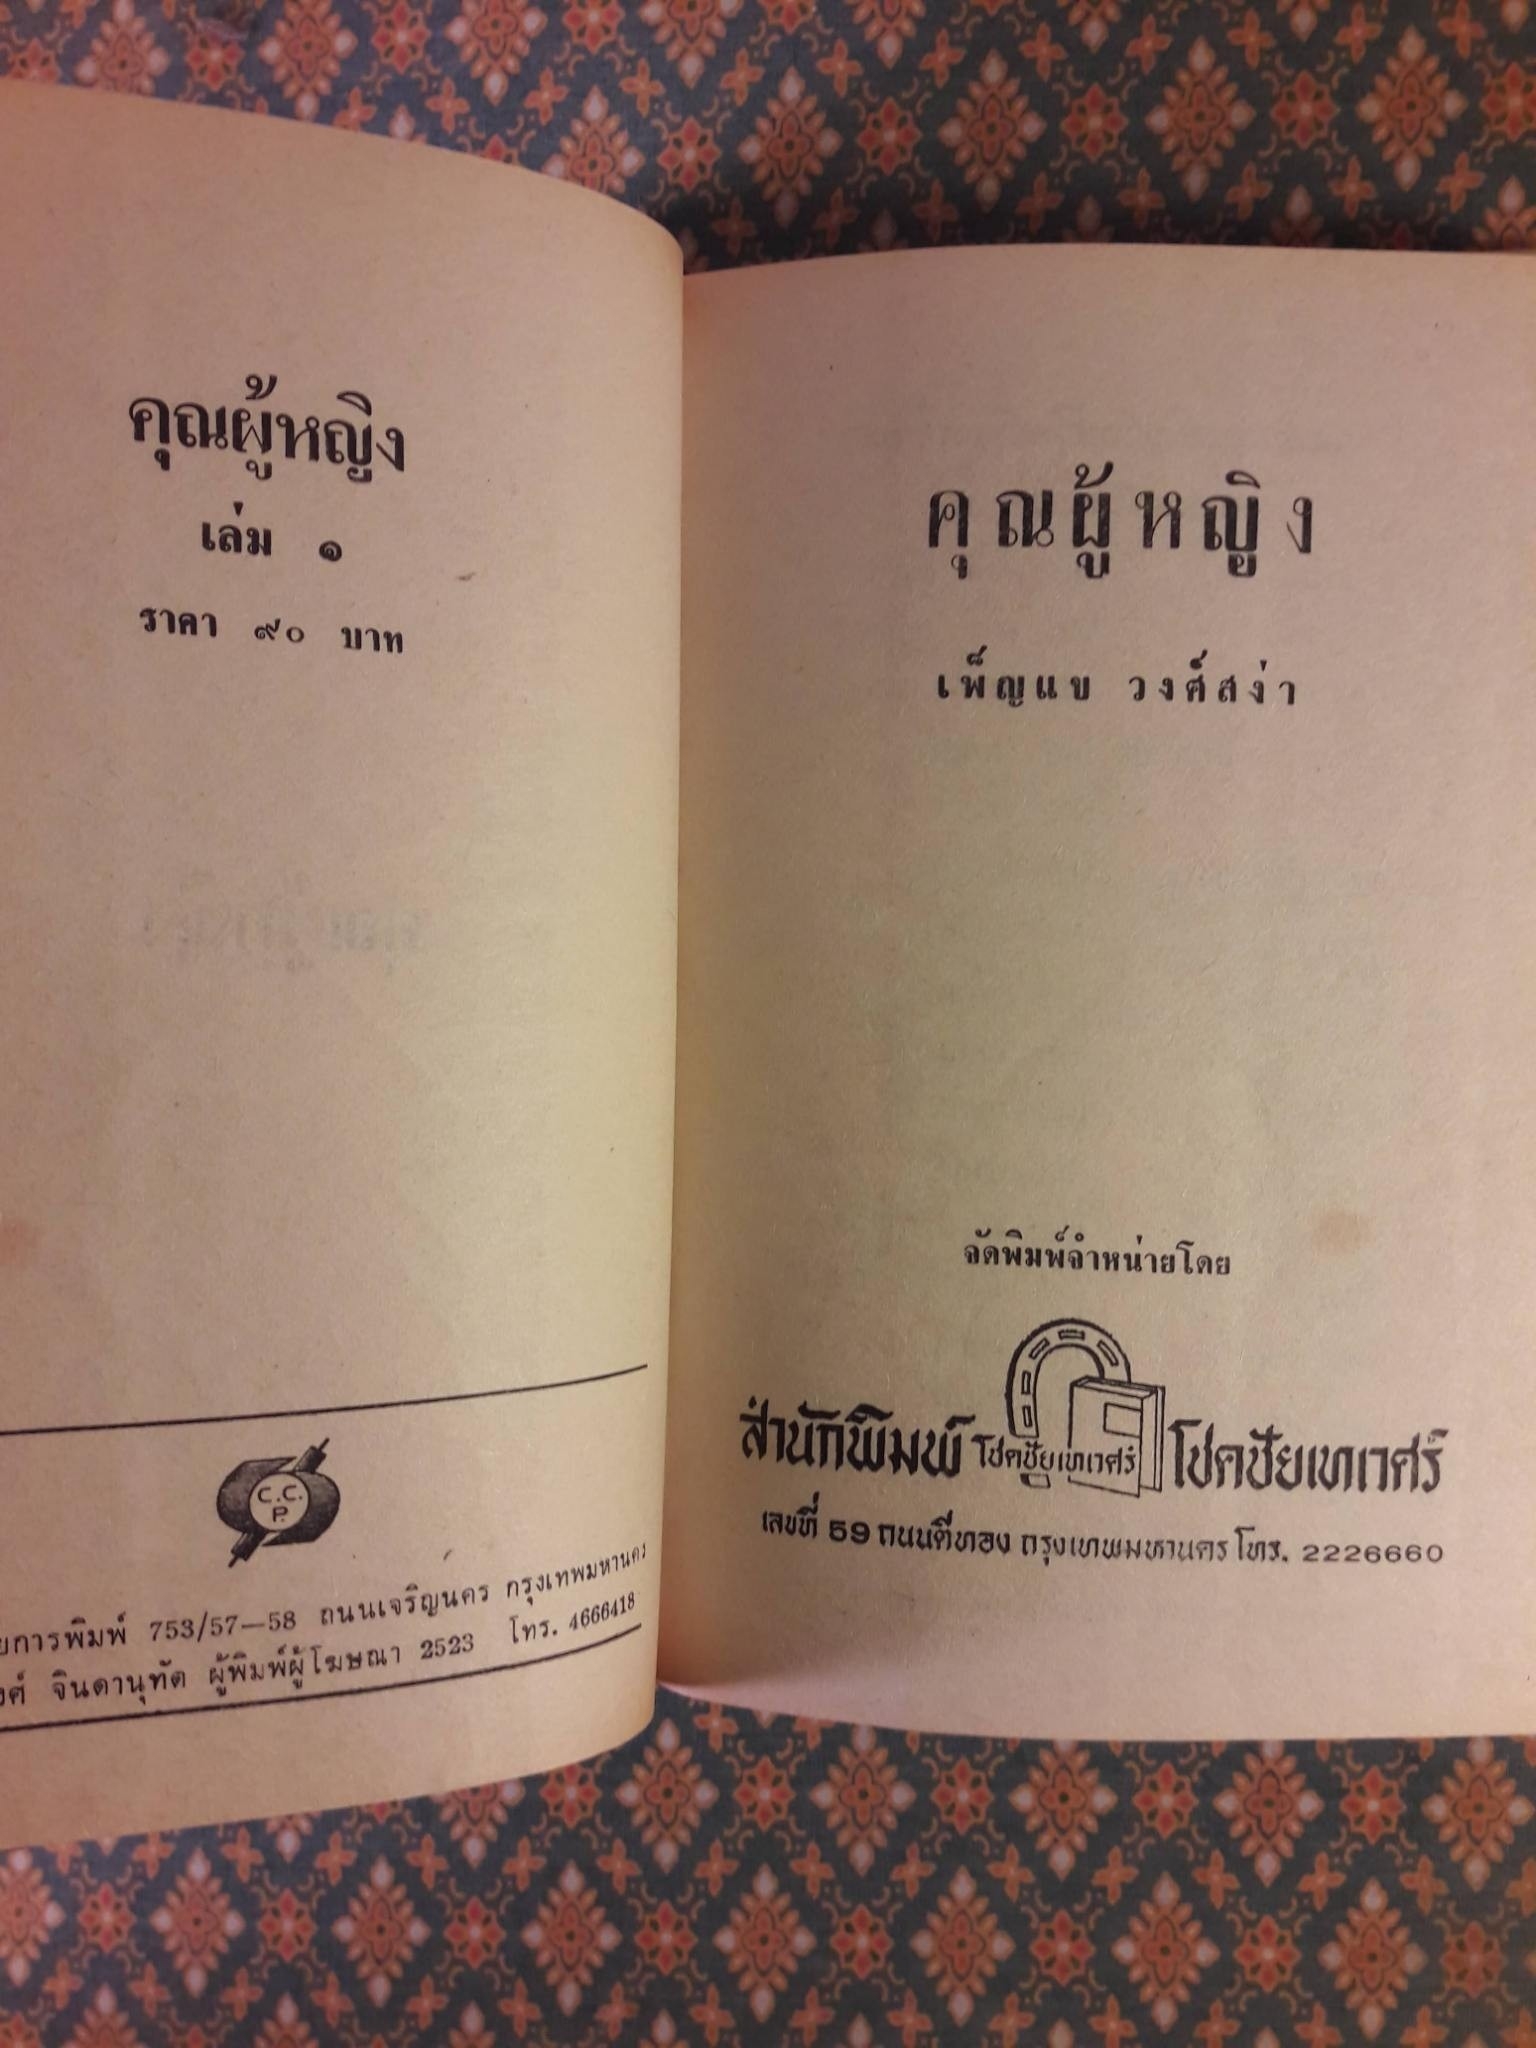 คุณผู้หญิง
เล่ม ๑
ราคา ๙๐ บาท
C.C.
P.
การพิมพ์ 753/57—58 ถนนเจริญนคร กรุงเทพมหานคร
จินดานุทัต ผู้พิมพ์ผู้โฆษณา 2523 โทร. 4666418
คุณผู้หญิง
เพ็ญแข วงศ์สง่า
จัดพิมพ์จำหน่ายโดย
สำนักพิมพ์ โชคชัยเทเวศร์ โชคชัยเทเวศร์
เลขที่ 59 ถนนตีทอง กรุงเทพมหานคร โทร. 2226660